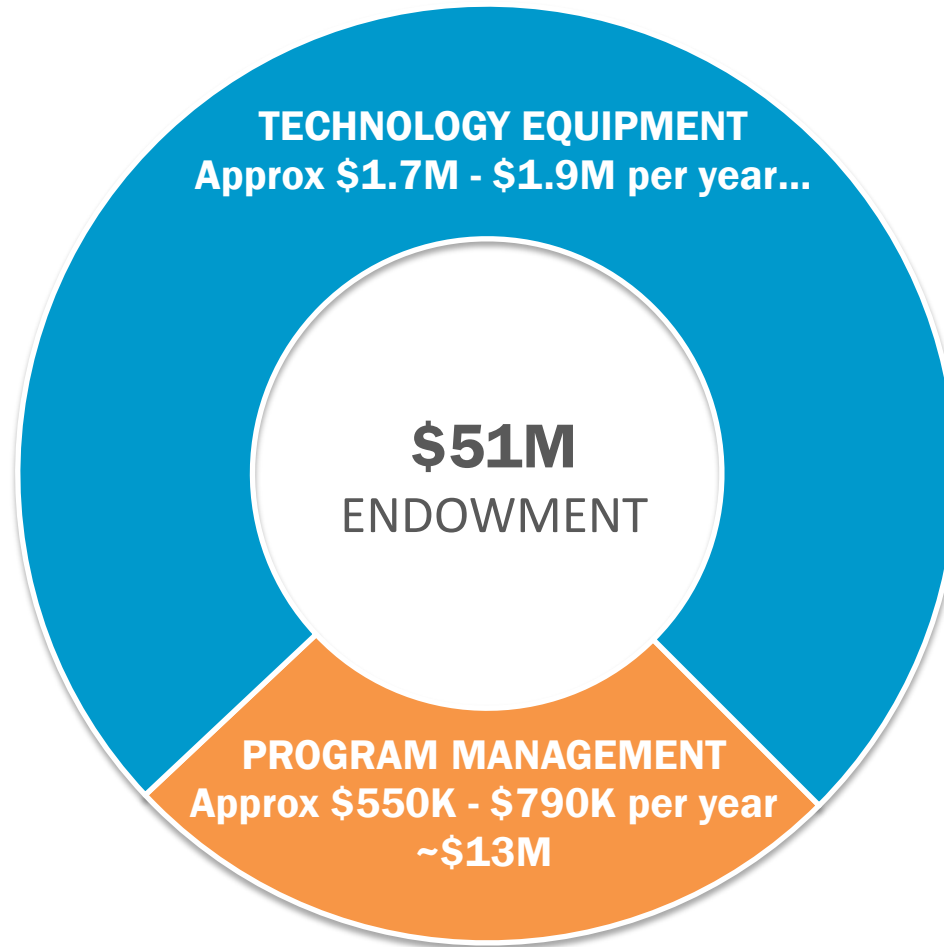 TECHNOLOGY EQUIPMENT
Approx $1.7M - $1.9M per year...
$51M
ENDOWMENT
PROGRAM MANAGEMENT
Approx $550K - $790K per year
~$13M